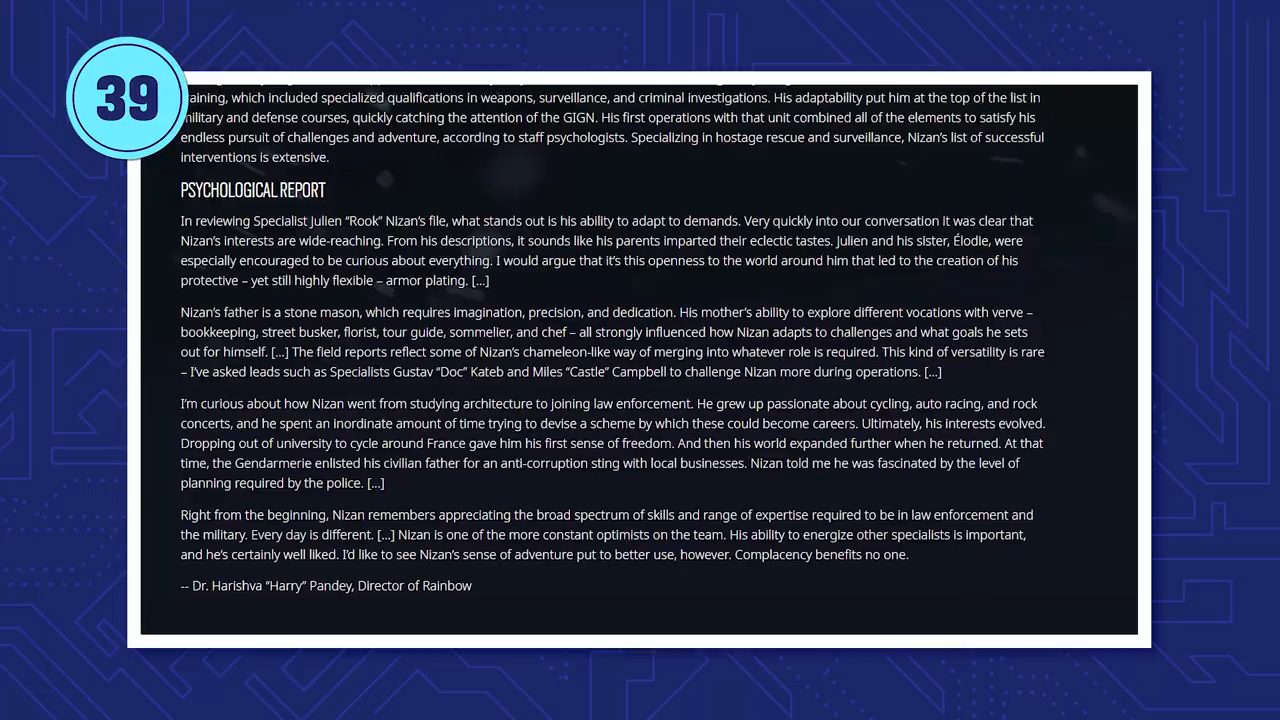 39
training, which included specialized qualifications in weapons, surveillance, and criminal investigations. His adaptability put him at the top of the list in
military and defense courses, quickly catching the attention of the GIGN. His first operations with that unit combined all of the elements to satisfy his
endless pursuit of challenges and adventure, according to staff psychologists. Specializing in hostage rescue and surveillance, Nizan's list of successful
interventions is extensive.
PSYCHOLOGICAL REPORT
In reviewing Specialist Julien “Rook” Nizan's file, what stands out is his ability to adapt to demands. Very quickly into our conversation it was clear that
Nizan's interests are wide-reaching. From his descriptions, it sounds like his parents imparted their eclectic tastes. Julien and his sister, Élodie, were
especially encouraged to be curious about everything. I would argue that it's this openness to the world around him that led to the creation of his
protective – yet still highly flexible – armor plating. [...]
Nizan's father is a stone mason, which requires imagination, precision, and dedication. His mother's ability to explore different vocations with verve –
bookkeeping, street busker, florist, tour guide, sommelier, and chef – all strongly influenced how Nizan adapts to challenges and what goals he sets
out for himself. [...] The field reports reflect some of Nizan's chameleon-like way of merging into whatever role is required. This kind of versatility is rare
– I've asked leads such as Specialists Gustav “Doc” Kateb and Miles “Castle” Campbell to challenge Nizan more during operations. [...]
I'm curious about how Nizan went from studying architecture to joining law enforcement. He grew up passionate about cycling, auto racing, and rock
concerts, and he spent an inordinate amount of time trying to devise a scheme by which these could become careers. Ultimately, his interests evolved.
Dropping out of university to cycle around France gave him his first sense of freedom. And then his world expanded further when he returned. At that
time, the Gendarmerie enlisted his civilian father for an anti-corruption sting with local businesses. Nizan told me he was fascinated by the level of
planning required by the police. [...]
Right from the beginning, Nizan remembers appreciating the broad spectrum of skills and range of expertise required to be in law enforcement and
the military. Every day is different. [...] Nizan is one of the more constant optimists on the team. His ability to energize other specialists is important,
and he's certainly well liked. I'd like to see Nizan's sense of adventure put to better use, however. Complacency benefits no one.
-- Dr. Harishva “Harry” Pandey, Director of Rainbow